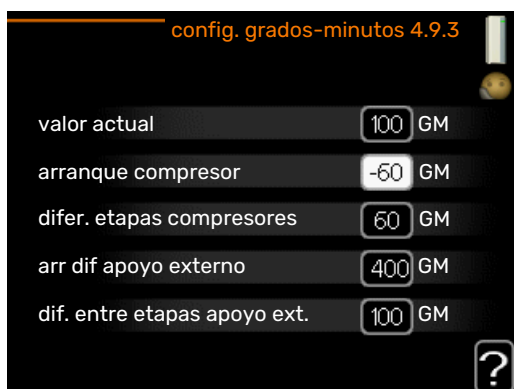 config. grados-minutos 4.9.3
valor actual 100 GM
arranque compresor -60 GM
difer. etapas compresores 60 GM
arr dif apoyo externo 400 GM
dif. entre etapas apoyo ext. 100 GM
?